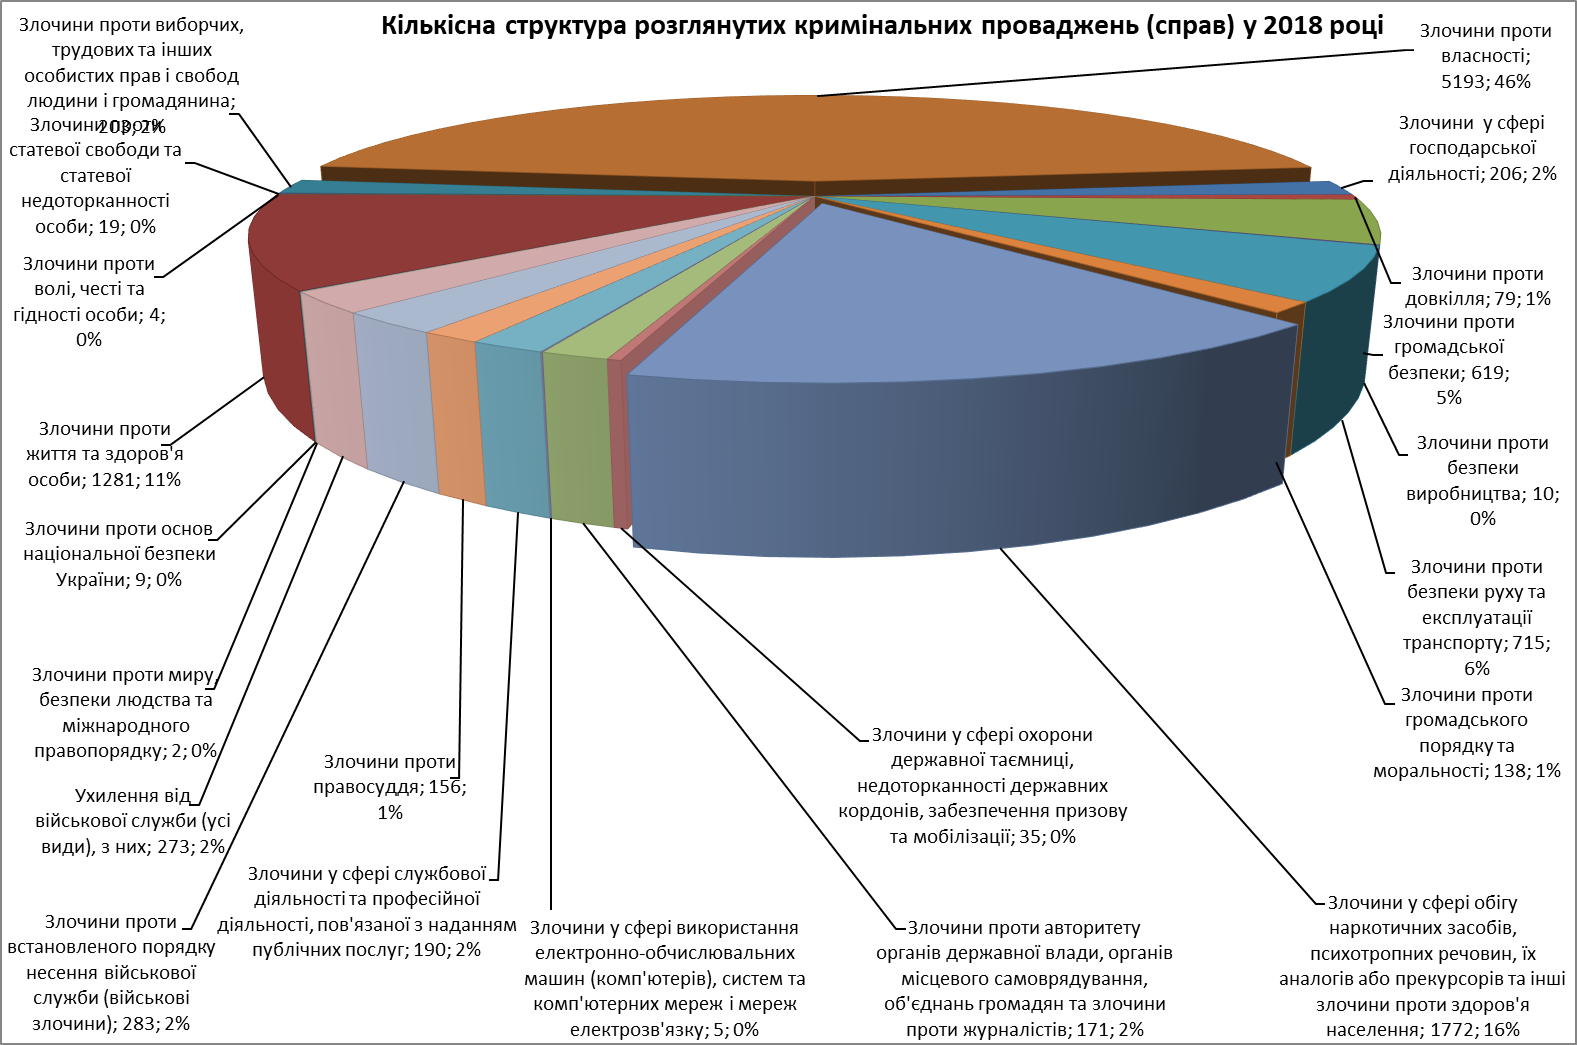 Кількісна структура розглянутих кримінальних проваджень (справ) у 2018 році
Злочини проти виборчих,
трудових та інших
особистих прав і свобод
людини і громадянина;
203; 2%
Злочини проти
статевої свободи та
статевої
недоторканності
особи; 19; 0%
Злочини проти
волі, честі та
гідності особи; 4;
0%
Злочини проти
життя та здоров'я
особи; 1281; 11%
Злочини проти основ
національної безпеки
України; 9; 0%
Злочини проти миру,
безпеки людства та
міжнародного
правопорядку; 2; 0%
Ухилення від
військової служби (усі
види), з них; 273; 2%
Злочини проти
встановленого порядку
несення військової
служби (військові
злочини); 283; 2%
Злочини проти
правосуддя; 156;
1%
Злочини у сфері службової
діяльності та професійної
діяльності, пов'язаної з наданням
публічних послуг; 190; 2%
Злочини у сфері використання
електронно-обчислювальних
машин (комп'ютерів), систем та
комп'ютерних мереж і мереж
електрозв'язку; 5; 0%
Злочини у сфері охорони
державної таємниці,
недоторканності державних
кордонів, забезпечення призову
та мобілізації; 35; 0%
Злочини проти авторитету
органів державної влади, органів
місцевого самоврядування,
об'єднань громадян та злочини
проти журналістів; 171; 2%
Злочини проти
власності;
5193; 46%
Злочини  у сфері
господарської
діяльності; 206; 2%
Злочини проти
довкілля; 79; 1%
Злочини проти
громадської
безпеки; 619;
5%
Злочини проти
безпеки
виробництва; 10;
0%
Злочини проти
безпеки руху та
експлуатації
транспорту; 715;
6%
Злочини проти
громадського
порядку та
моральності; 138; 1%
Злочини у сфері обігу
наркотичних засобів,
психотропних речовин, їх
аналогів або прекурсорів та інші
злочини проти здоров'я
населення; 1772; 16%